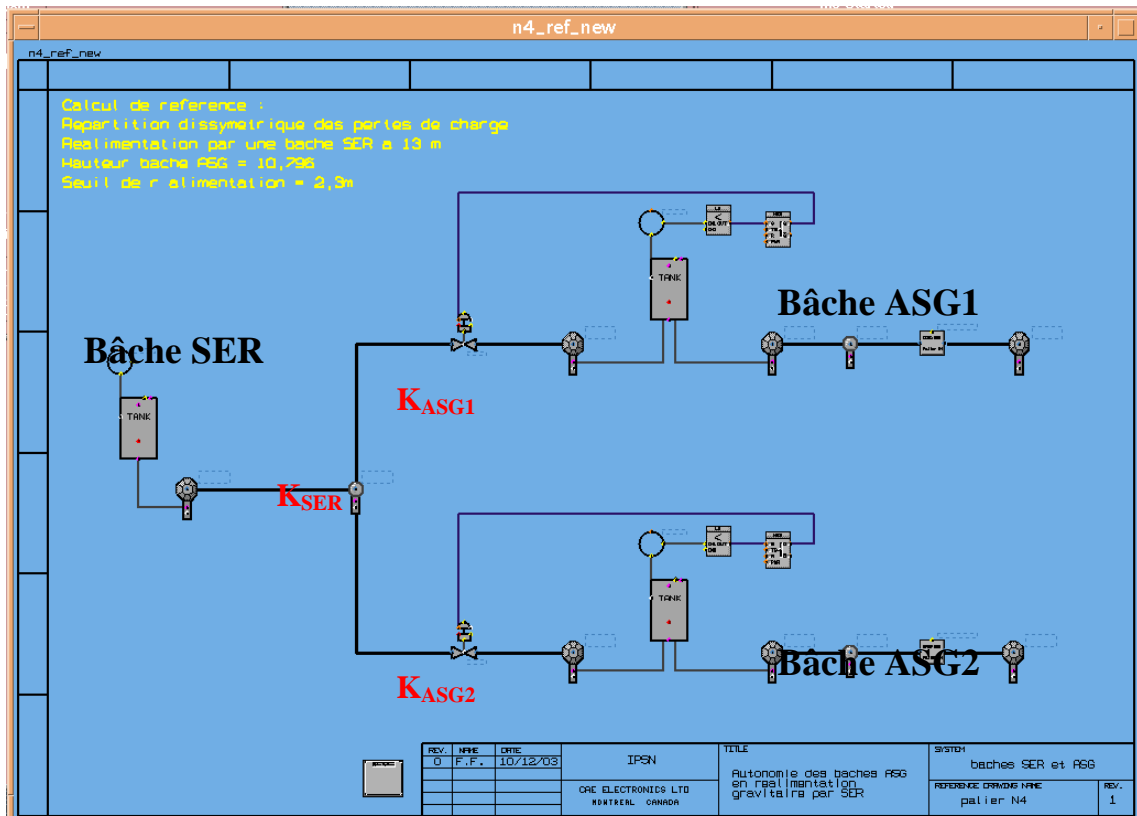 n4_ref_new
n4_ref_new
Calcul de reference :
Repartition dissymetrique des pertes de charge
Realimentation par une bache SER a 13 m
Hauteur bache ASG = 10,796
Seuil de r alimentation = 2,3m
TANK
Bâche ASG1
Bâche SER
K_ASG1
TANK
K_SER
TANK
Bâche ASG2
K_ASG2
REV. NAME DATE
0 F.F. 10/12/03
IPSN
CAE ELECTRONICS LTD
MONTREAL CANADA
TITLE
Autonomie des baches ASG
en realimentation
gravitaire par SER
SYSTEM
baches SER et ASG
REFERENCE DRAWING NAME
palier N4
REV.
1